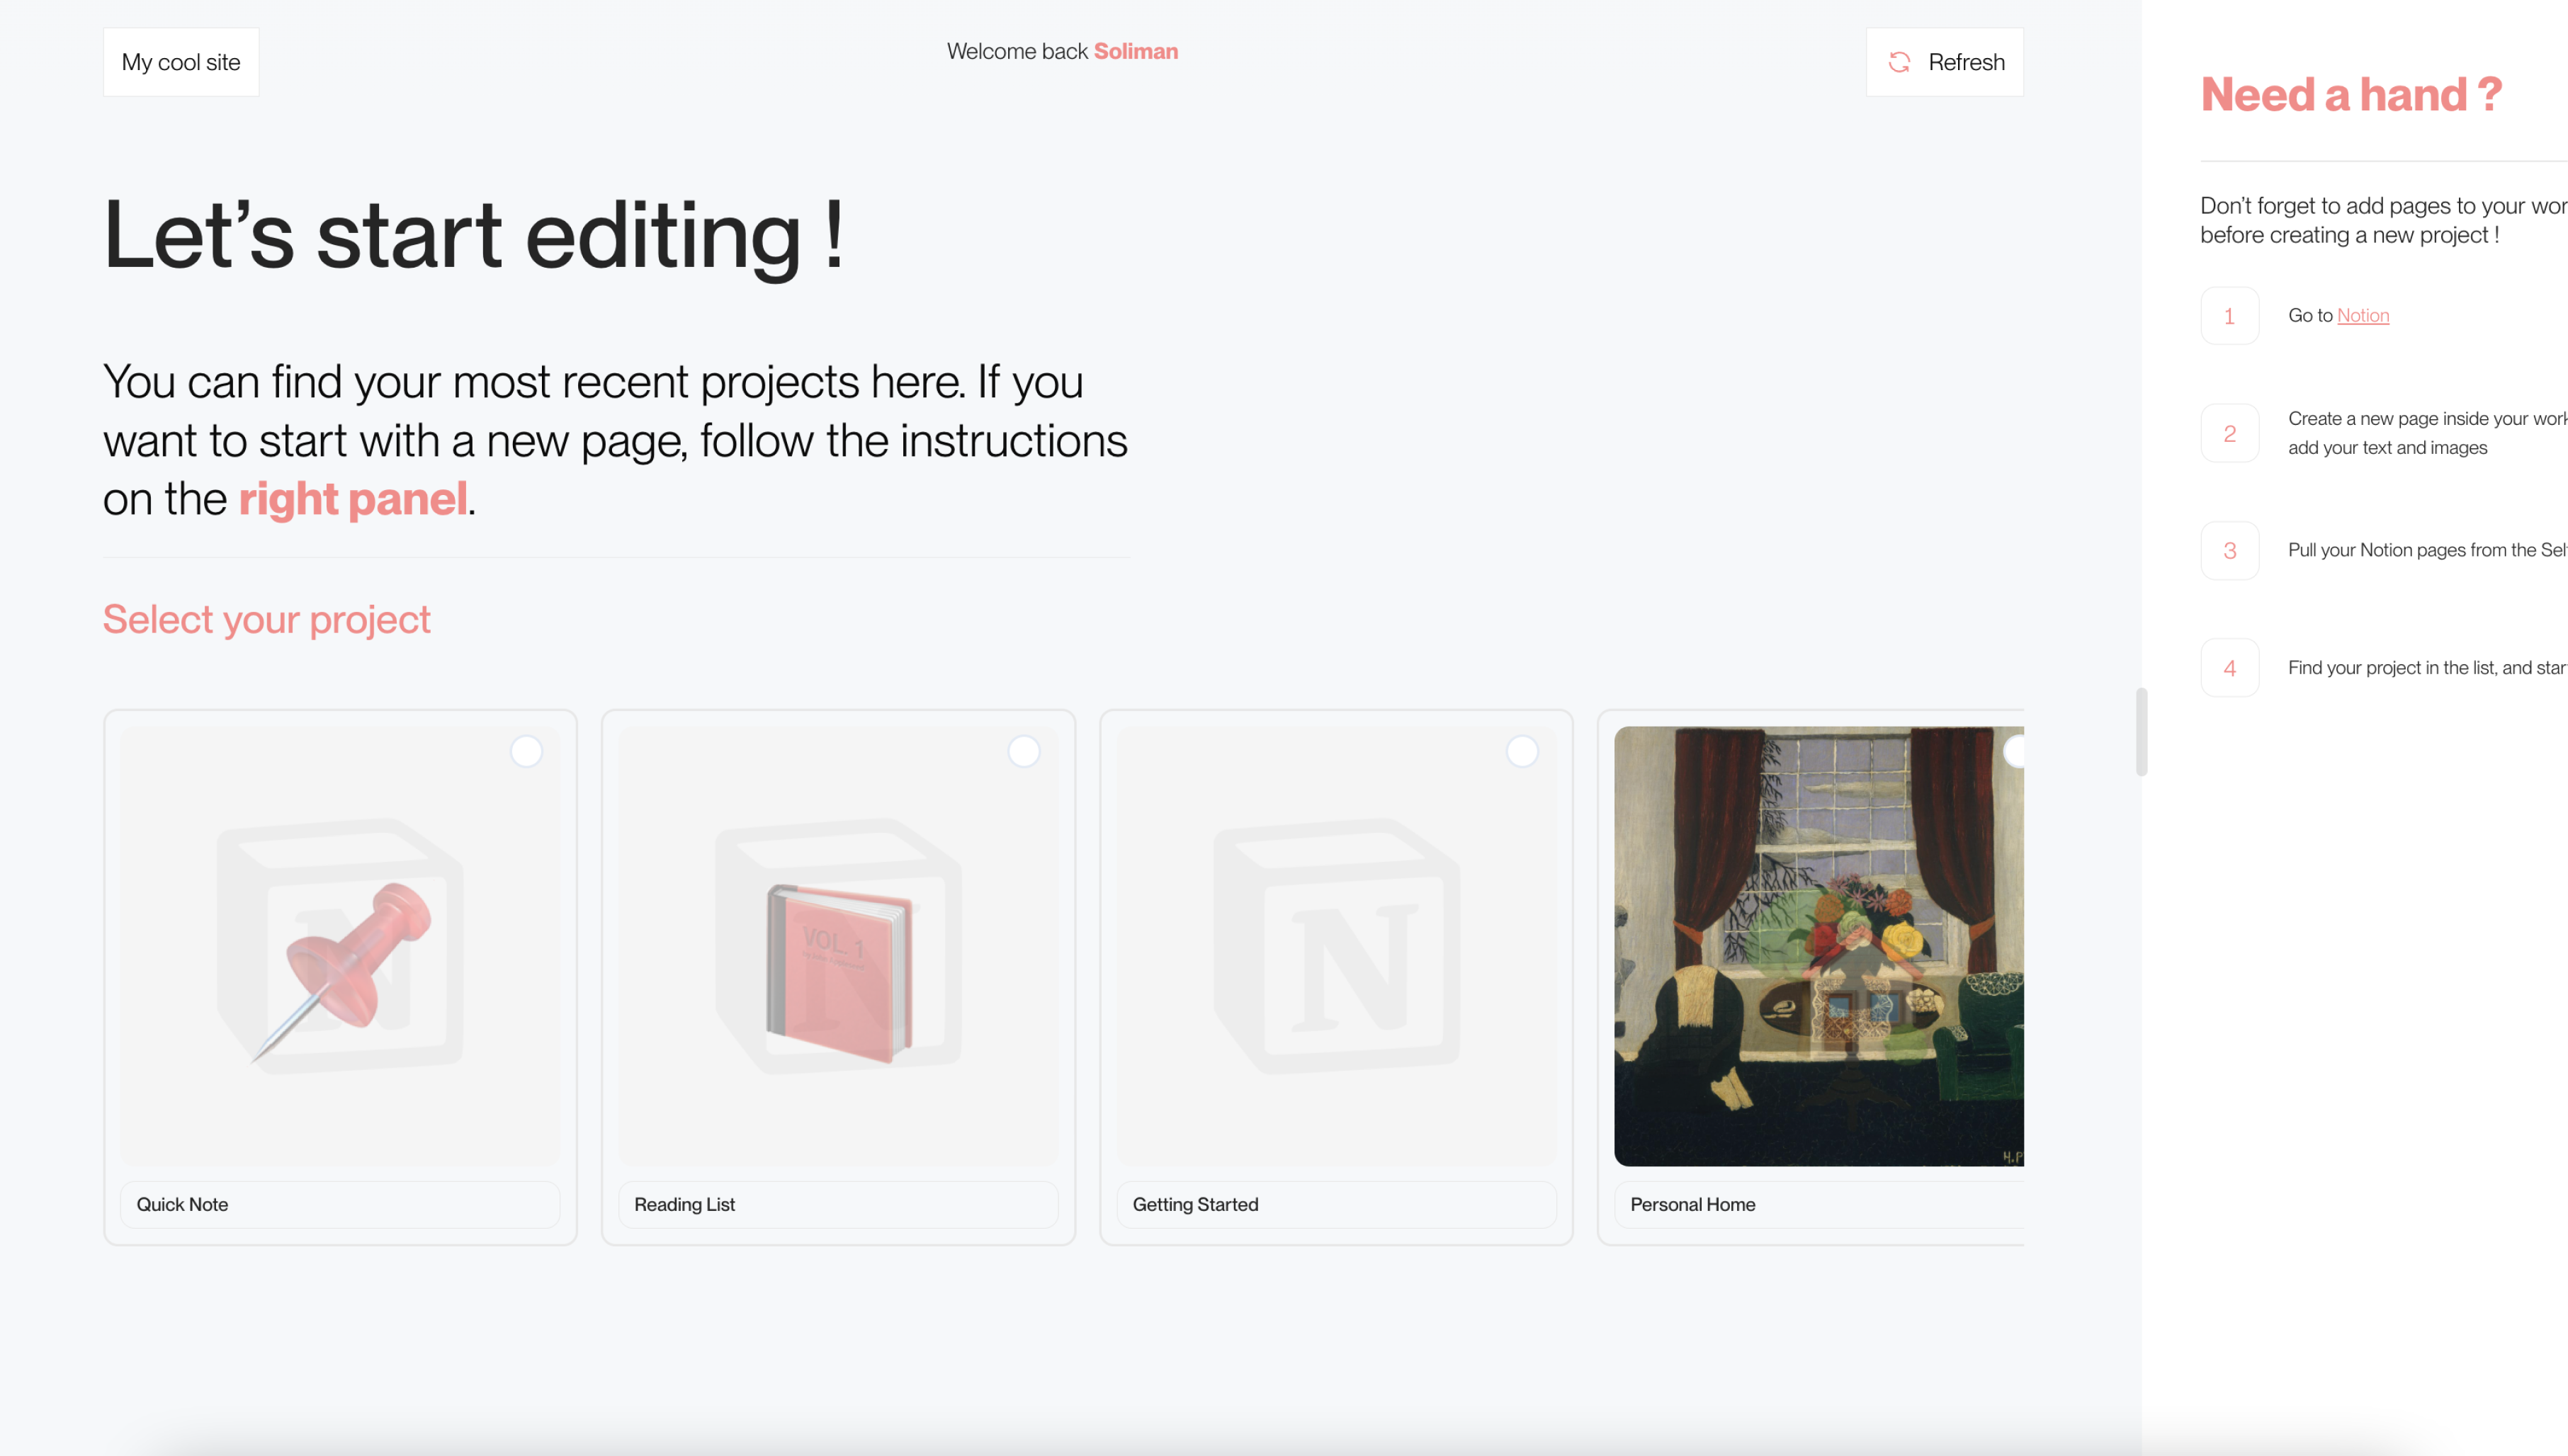 My cool site
Welcome back Soliman
Refresh
Let’s start editing !
You can find your most recent projects here. If you
want to start with a new page, follow the instructions
on the right panel.
Select your project
N
VOL. 1
N
N
H.P
Quick Note
Reading List
Getting Started
Personal Home
Need a hand ?
Don’t forget to add pages to your wor
before creating a new project !
1
Go to Notion
2
Create a new page inside your work
add your text and images
3
Pull your Notion pages from the Sel
4
Find your project in the list, and star